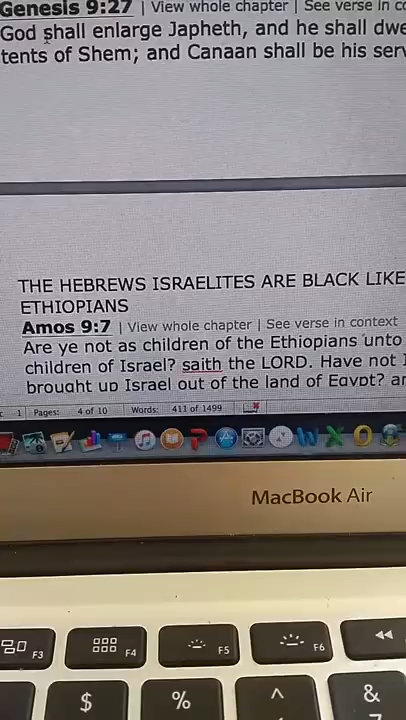 Genesis 9:27 | View whole chapter | See verse in
God shall enlarge Japheth, and he shall
tents of Shem; and Canaan shall be his
THE HEBREWS ISRAELITES ARE BLACK LIKE
ETHIOPIANS
Amos 9:7 | View whole chapter | See verse in context
Are ye not as children of the Ethiopians unto
children of Israel? saith the LORD. Have not I
brought up Israel out of the land of Egypt?
1 Pages: 4 of 10 Words: 411 of 1499
MacBook Air
F3 F4 F5 F6
$ % ^ &
7